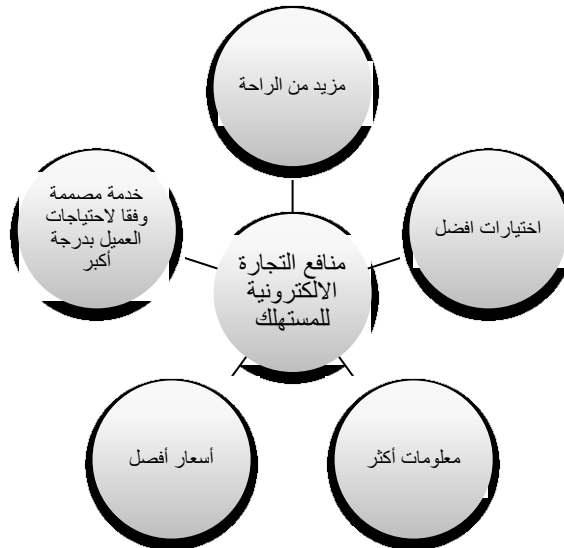 مزيد من الراحة
اختيارات افضل
معلومات أكثر
أسعار أفصل
خدمة مصممة
وفقا لاحتياجات
العميل بدرجة
أكبر
منافع التجارة
الالكترونية
للمستهلك